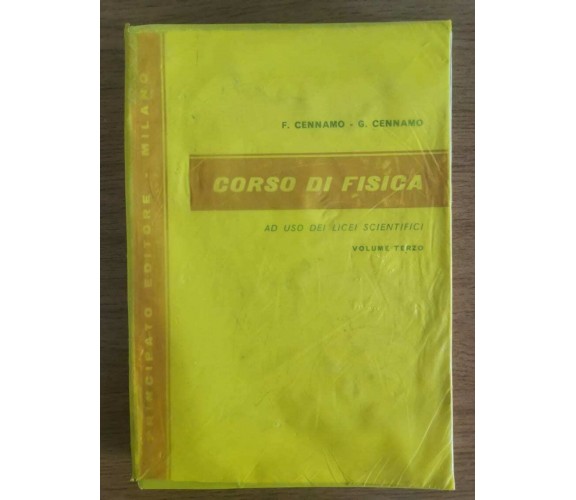 F. CENNAMO - G. CENNAMO
CORSO DI FISICA
AD USO DEI LICEI SCIENTIFICI
VOLUME TERZO
PRINCIPATO EDITORE - MILANO